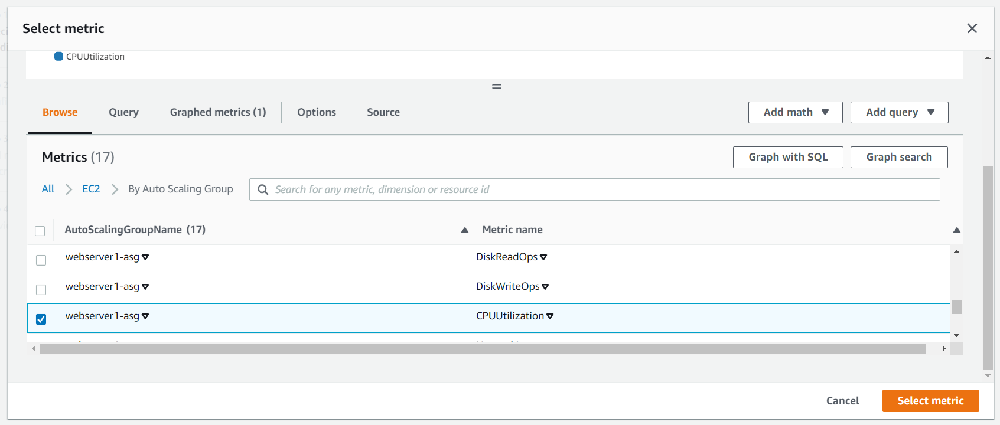 Select metric
CPUUtilization
Browse Query Graphed metrics (1) Options Source Add math Add query
Metrics (17) Graph with SQL Graph search
All EC2 By Auto Scaling Group Search for any metric, dimension or resource id
AutoScalingGroupName (17) Metric name
webserver1-asg DiskReadOps
webserver1-asg DiskWriteOps
webserver1-asg CPUUtilization
Cancel Select metric